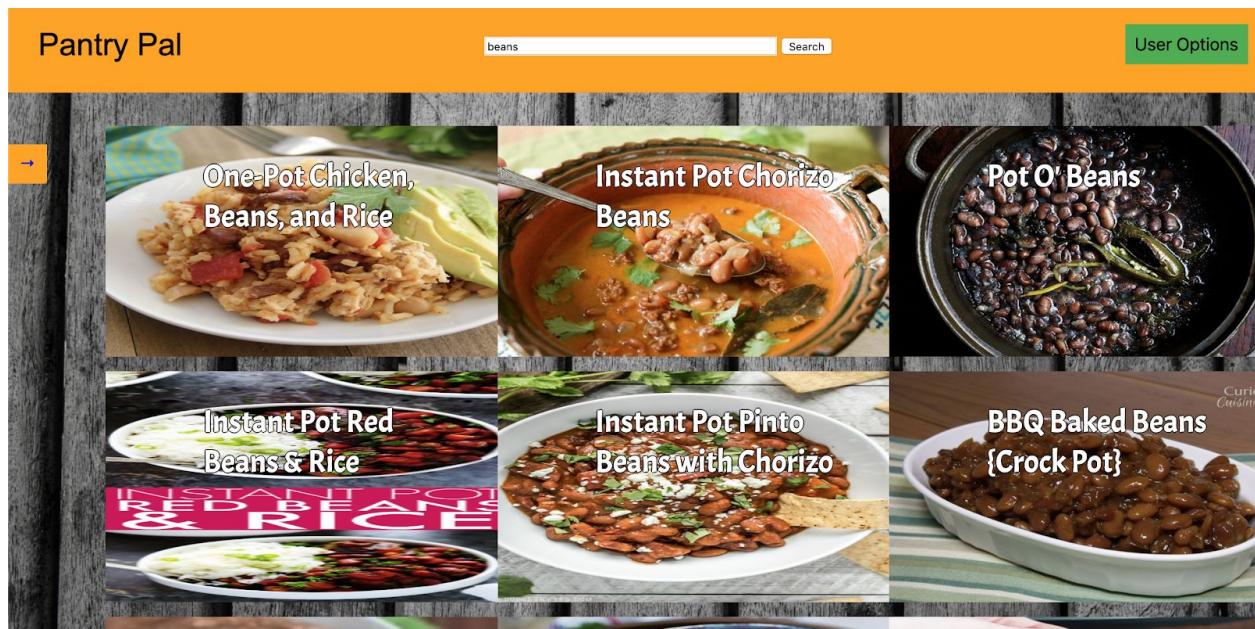 Pantry Pal
beans
Search
User Options
→
One-Pot Chicken,
Beans, and Rice
Instant Pot Chorizo
Beans
Pot O' Beans
Instant Pot Red
Beans & Rice
INSTANT POT
RED BEANS
& RICE
Instant Pot Pinto
Beans with Chorizo
BBQ Baked Beans
{Crock Pot}